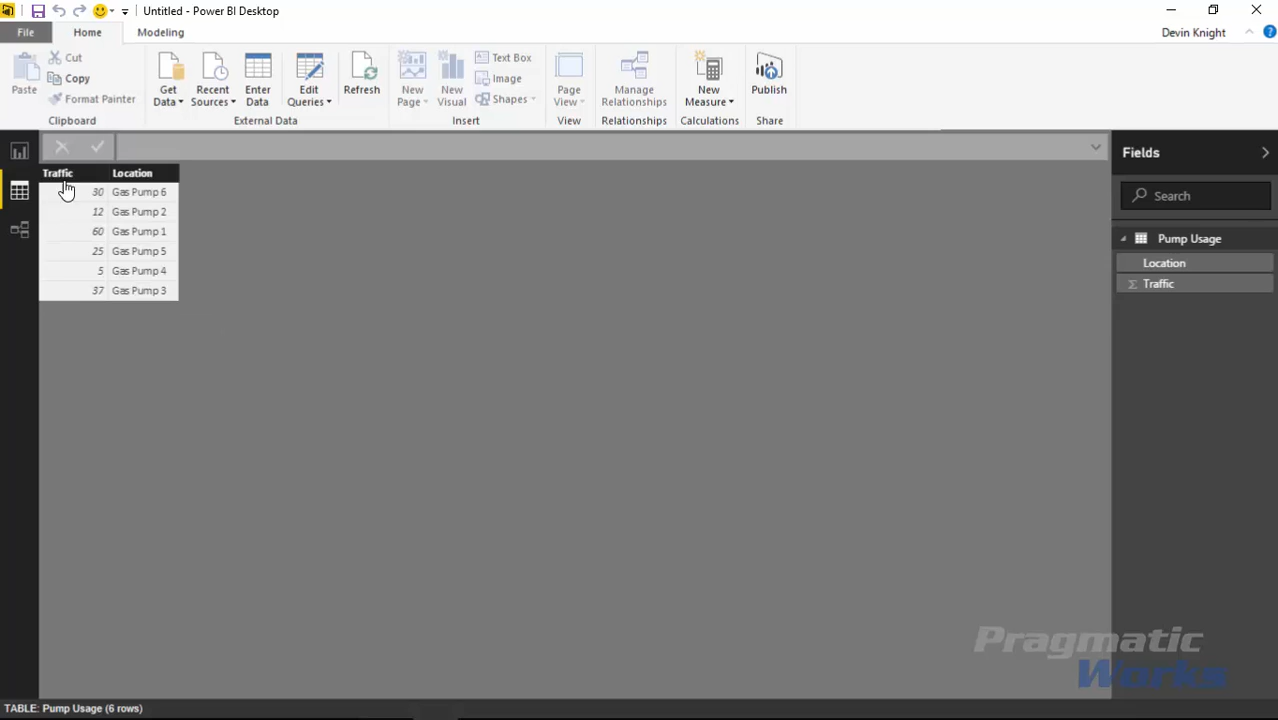 Untitled - Power BI Desktop
File
Home
Modeling
Devin Knight
Paste
Cut
Copy
Format Painter
Clipboard
Get Data
Recent Sources
Enter Data
Edit Queries
Refresh
External Data
New Page
New Visual
Text Box
Image
Shapes
Insert
Page View
View
Manage Relationships
Relationships
New Measure
Calculations
Publish
Share
Traffic Location
30 Gas Pump 6
12 Gas Pump 2
60 Gas Pump 1
25 Gas Pump 5
5 Gas Pump 4
37 Gas Pump 3
Fields
Search
Pump Usage
Location
Σ Traffic
Pragmatic
Works
TABLE: Pump Usage (6 rows)